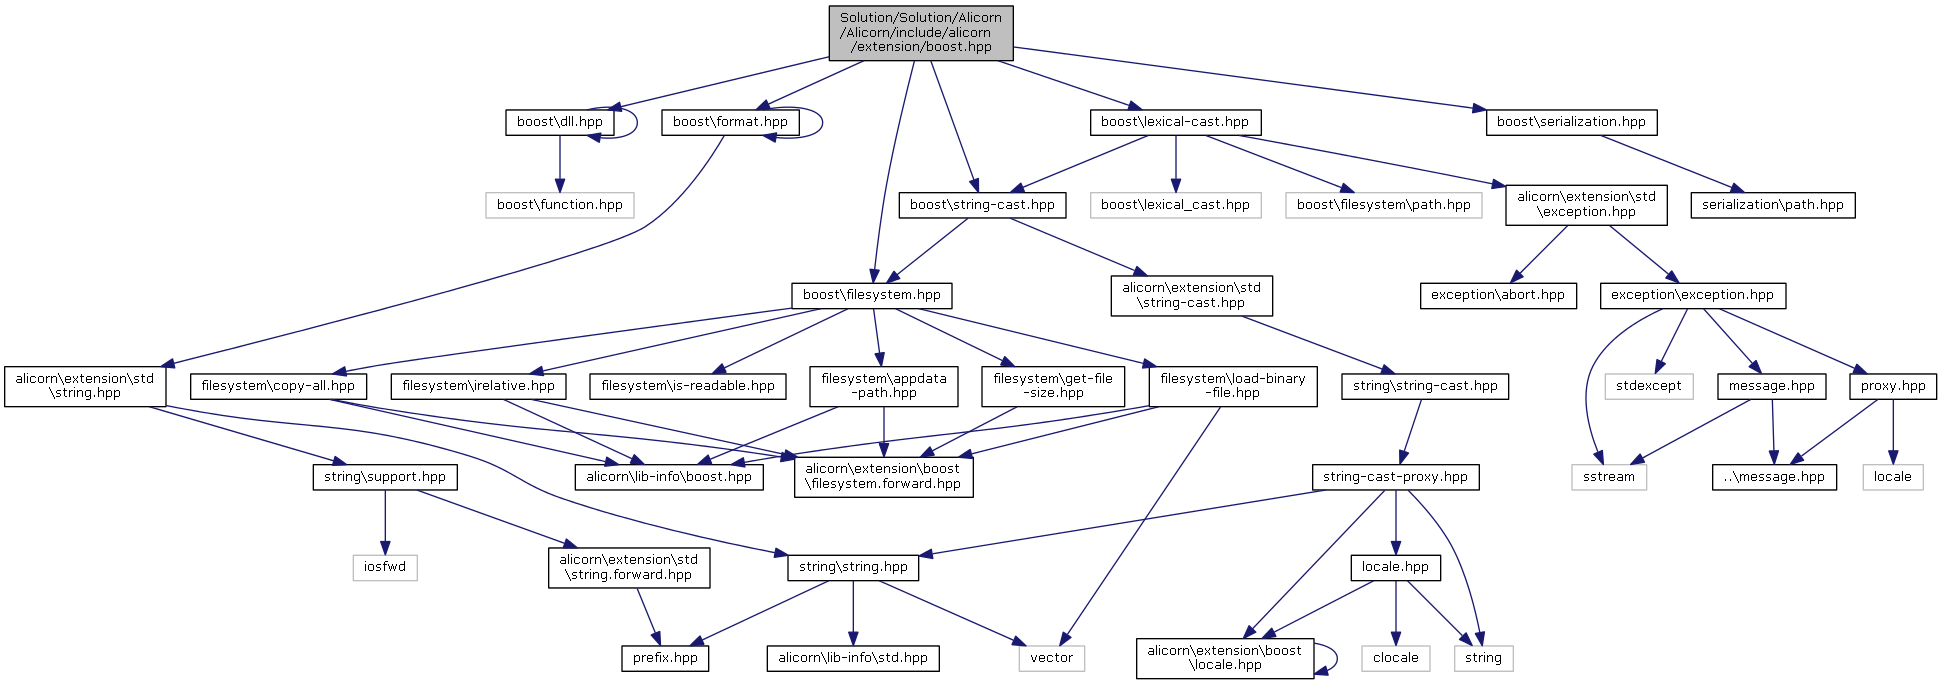 Solution/Solution/Alicorn
/Alicorn/include/alicorn
/extension/boost.hpp
boost\dll.hpp
boost\format.hpp
boost\lexical-cast.hpp
boost\serialization.hpp
boost\function.hpp
boost\string-cast.hpp
boost\lexical_cast.hpp
boost\filesystem\path.hpp
alicorn\extension\std
\exception.hpp
serialization\path.hpp
boost\filesystem.hpp
alicorn\extension\std
\string-cast.hpp
exception\abort.hpp
exception\exception.hpp
alicorn\extension\std
\string.hpp
filesystem\copy-all.hpp
filesystem\irelative.hpp
filesystem\is-readable.hpp
filesystem\appdata
-path.hpp
filesystem\get-file
-size.hpp
filesystem\load-binary
-file.hpp
string\string-cast.hpp
stdexcept
message.hpp
proxy.hpp
string\support.hpp
alicorn\lib-info\boost.hpp
alicorn\extension\boost
\filesystem.forward.hpp
string-cast-proxy.hpp
sstream
..\message.hpp
locale
iosfwd
alicorn\extension\std
\string.forward.hpp
string\string.hpp
locale.hpp
prefix.hpp
alicorn\lib-info\std.hpp
vector
alicorn\extension\boost
\locale.hpp
clocale
string